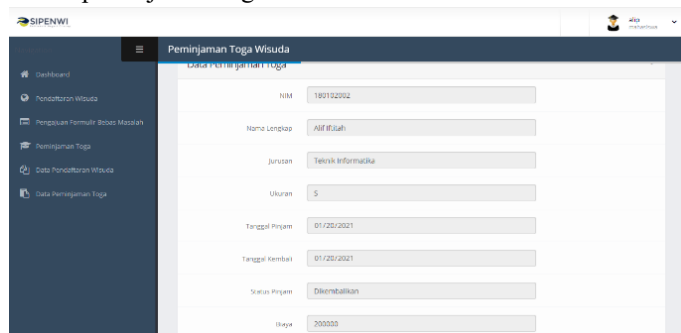 SIPENWI
Peminjaman Toga Wisuda
Dashboard
Pendaftaran Wisuda
Pengajuan Formulir Bebas Masalah
Peminjaman Toga
Data Pendaftaran Wisuda
Data Peminjaman Toga
Data Peminjaman Toga
NIM 180102002
Nama Lengkap Alif Iftitah
Jurusan Teknik Informatika
Ukuran S
Tanggal Pinjam 01/20/2021
Tanggal Kembali 01/20/2021
Status Pinjam Dikembalikan
Biaya 200000